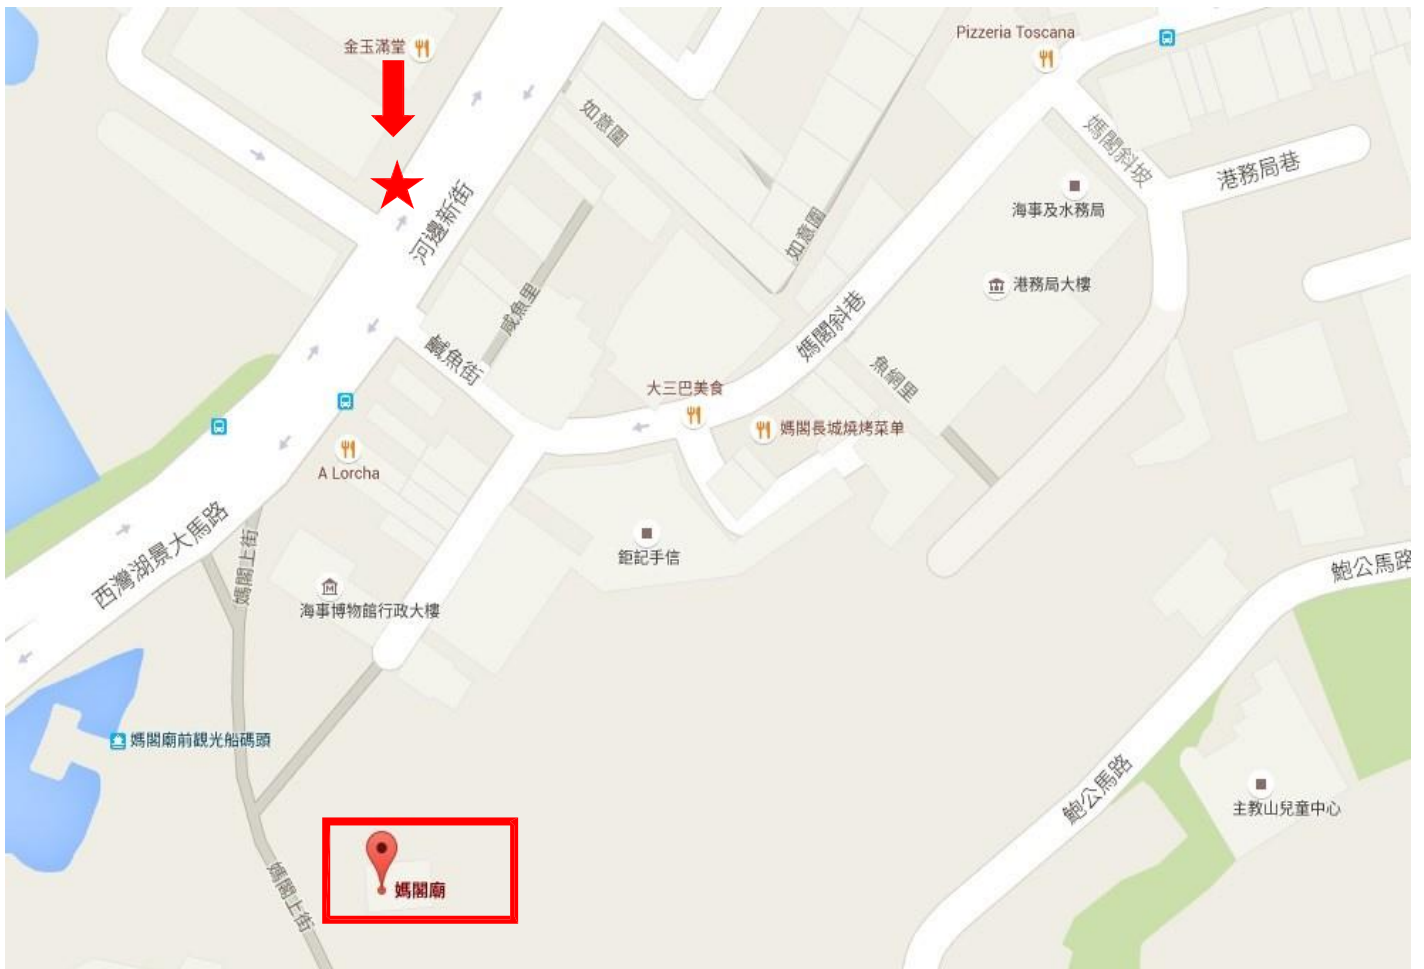 Pizzeria Toscana
金玉滿堂
如意圍
媽閣斜坡
港務局巷
海事及水務局
河邊新街
如意圍
港務局大樓
咸魚里
媽閣斜巷
鹹魚街
魚網里
大三巴美食
媽閣長城燒烤菜单
A Lorcha
西灣湖景大馬路
媽閣上街
鉅記手信
鮑公馬路
海事博物館行政大樓
媽閣廟前観光船碼頭
鮑公馬路
主教山兒童中心
媽閣上街
媽閣廟